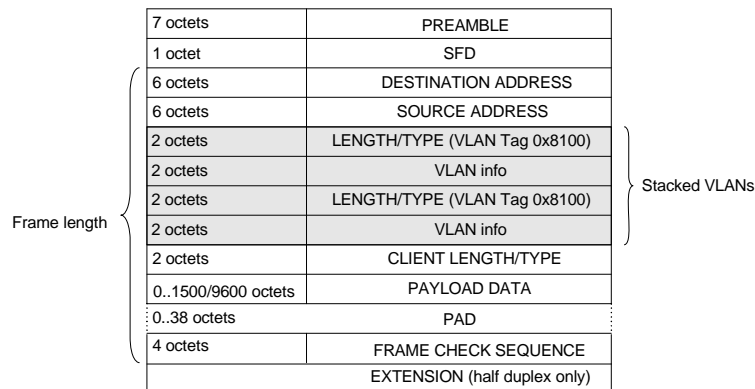 7 octets PREAMBLE
1 octet SFD
6 octets DESTINATION ADDRESS
6 octets SOURCE ADDRESS
2 octets LENGTH/TYPE (VLAN Tag 0x8100)
2 octets VLAN info
2 octets LENGTH/TYPE (VLAN Tag 0x8100)
2 octets VLAN info
2 octets CLIENT LENGTH/TYPE
0..1500/9600 octets PAYLOAD DATA
0..38 octets PAD
4 octets FRAME CHECK SEQUENCE
EXTENSION (half duplex only)
Frame length
Stacked VLANs